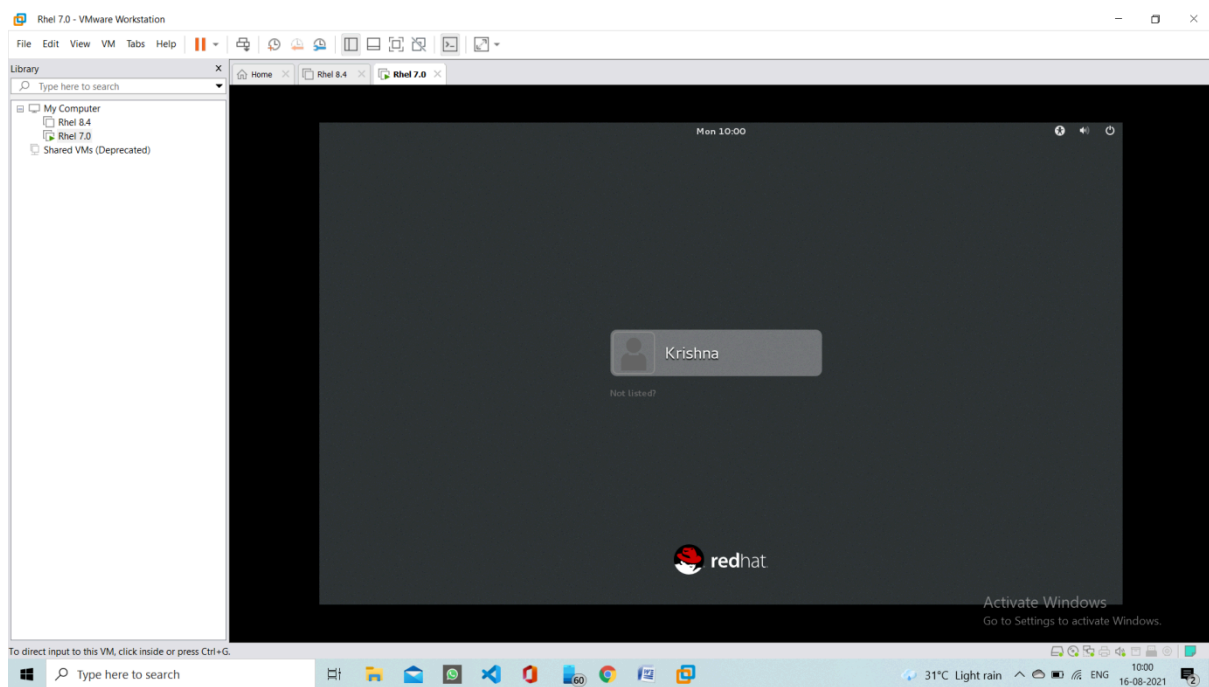 Rhel 7.0 - VMware Workstation
File Edit View VM Tabs Help
Library
Type here to search
Home
Rhel 8.4
Rhel 7.0
My Computer
Rhel 8.4
Rhel 7.0
Shared VMs (Deprecated)
Mon 10:00
Krishna
Not listed?
redhat
Activate Windows
Go to Settings to activate Windows.
To direct input to this VM, click inside or press Ctrl+G.
Type here to search
60
31°C Light rain
ENG
10:00
16-08-2021
2